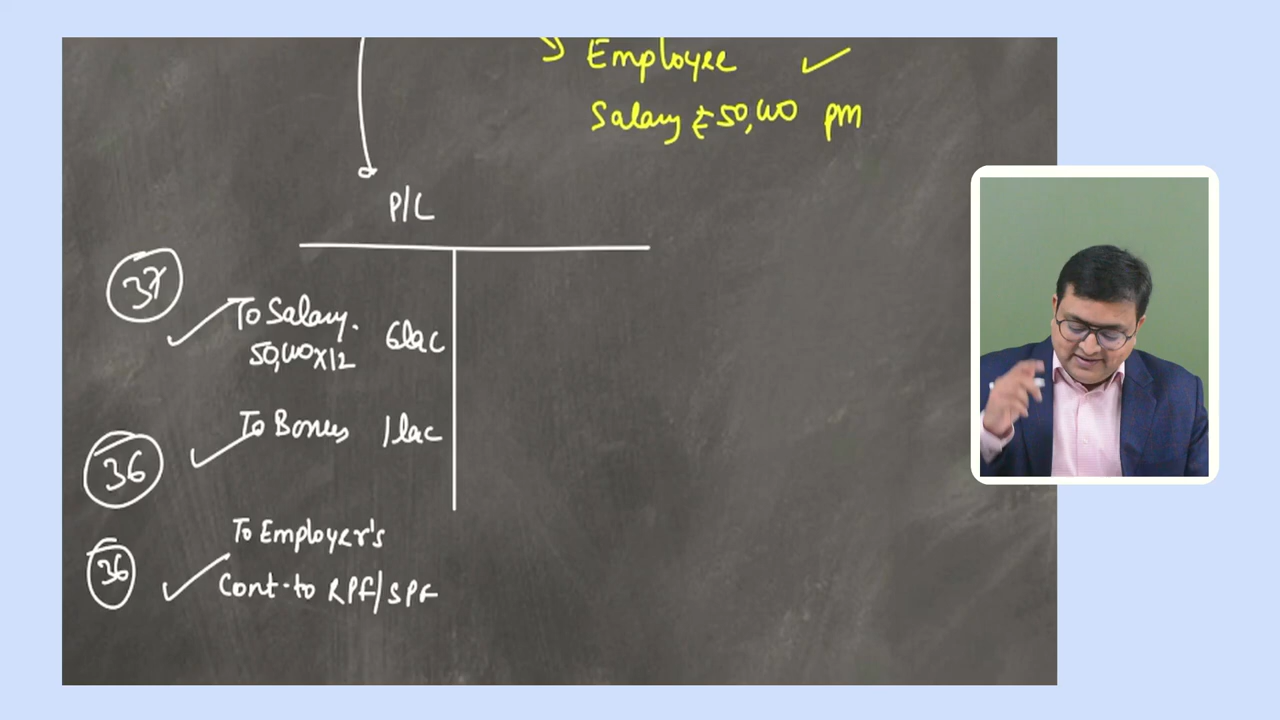 Employee
Salary ₹50,000 pm
P/L
37
To Salary. 6lac
50,000x12
36
To Bonus 1lac
36
To Employer's
Cont. to RPF/SPF